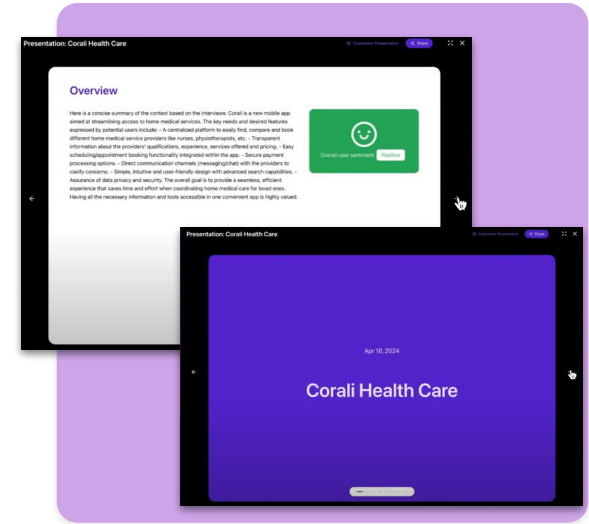 Presentation: Corali Health Care
Customize Presentation
Share
Overview
Here is a concise summary of the context based on the interviews: Corali is a new mobile app
aimed at streamlining access to home medical services. The key needs and desired features
expressed by potential users include: - A centralized platform to easily find, compare and book
different home medical service providers like nurses, physiotherapists, etc. - Transparent
information about the providers' qualifications, experience, services offered and pricing. - Easy
scheduling/appointment booking functionality integrated within the app. - Secure payment
processing options. - Direct communication channels (messaging/chat) with the providers to
clarify concerns. - Simple, intuitive and user-friendly design with advanced search capabilities. -
Assurance of data privacy and security. The overall goal is to provide a seamless, efficient
experience that saves time and effort when coordinating home medical care for loved ones.
Having all the necessary information and tools accessible in one convenient app is highly valued.
Overall user sentiment Positive
Presentation: Corali Health Care
Customize Presentation
Share
Apr 18, 2024
Corali Health Care